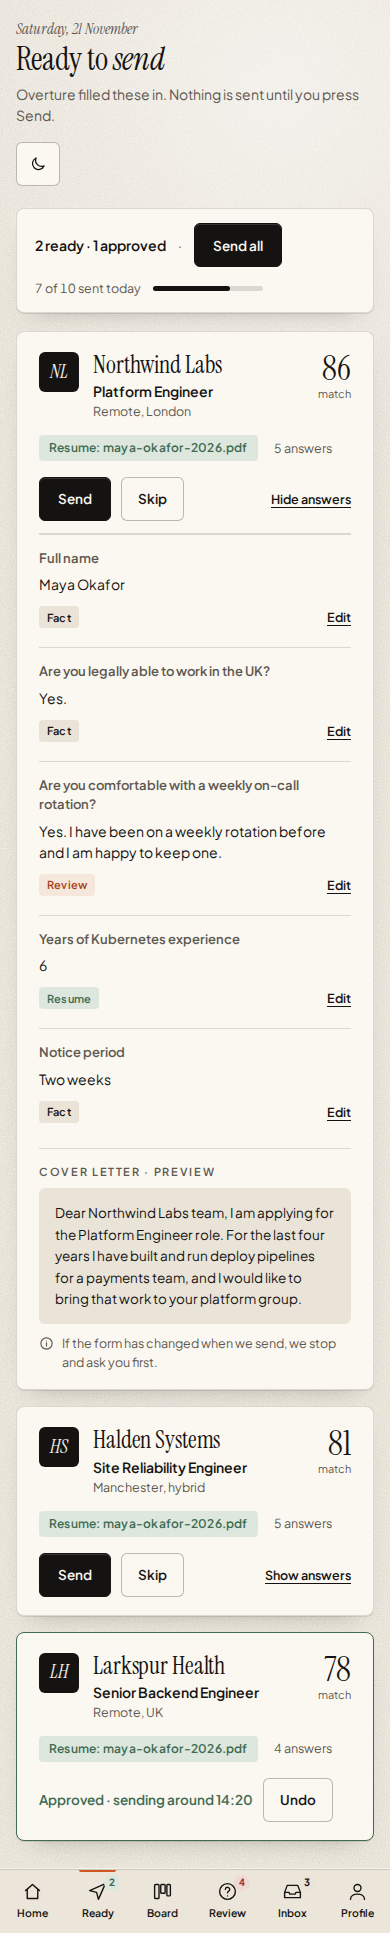 Saturday, 21 November
Ready to send
Overture filled these in. Nothing is sent until you press
Send.
2 ready · 1 approved · Send all
7 of 10 sent today
NL Northwind Labs 86
Platform Engineer match
Remote, London
Resume: maya-okafor-2026.pdf 5 answers
Send Skip Hide answers
Full name
Maya Okafor
Fact Edit
Are you legally able to work in the UK?
Yes.
Fact Edit
Are you comfortable with a weekly on-call
rotation?
Yes. I have been on a weekly rotation before
and I am happy to keep one.
Review Edit
Years of Kubernetes experience
6
Resume Edit
Notice period
Two weeks
Fact Edit
COVER LETTER · PREVIEW
Dear Northwind Labs team, I am applying for
the Platform Engineer role. For the last four
years I have built and run deploy pipelines
for a payments team, and I would like to
bring that work to your platform group.
If the form has changed when we send, we stop
and ask you first.
HS Halden Systems 81
Site Reliability Engineer match
Manchester, hybrid
Resume: maya-okafor-2026.pdf 5 answers
Send Skip Show answers
LH Larkspur Health 78
Senior Backend Engineer match
Remote, UK
Resume: maya-okafor-2026.pdf 4 answers
Approved · sending around 14:20 Undo
2 4 3
Home Ready Board Review Inbox Profile